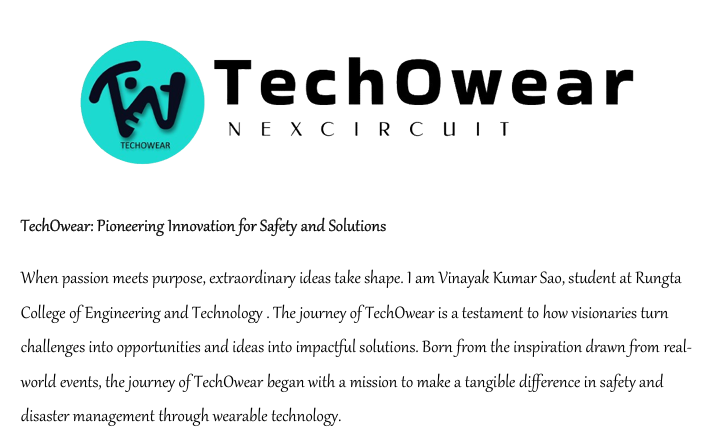 TechOwear
NEXCIRCUIT
TECHOWEAR
TechOwear: Pioneering Innovation for Safety and Solutions
When passion meets purpose, extraordinary ideas take shape. I am Vinayak Kumar Sao, student at Rungta
College of Engineering and Technology . The journey of TechOwear is a testament to how visionaries turn
challenges into opportunities and ideas into impactful solutions. Born from the inspiration drawn from real-
world events, the journey of TechOwear began with a mission to make a tangible difference in safety and
disaster management through wearable technology.